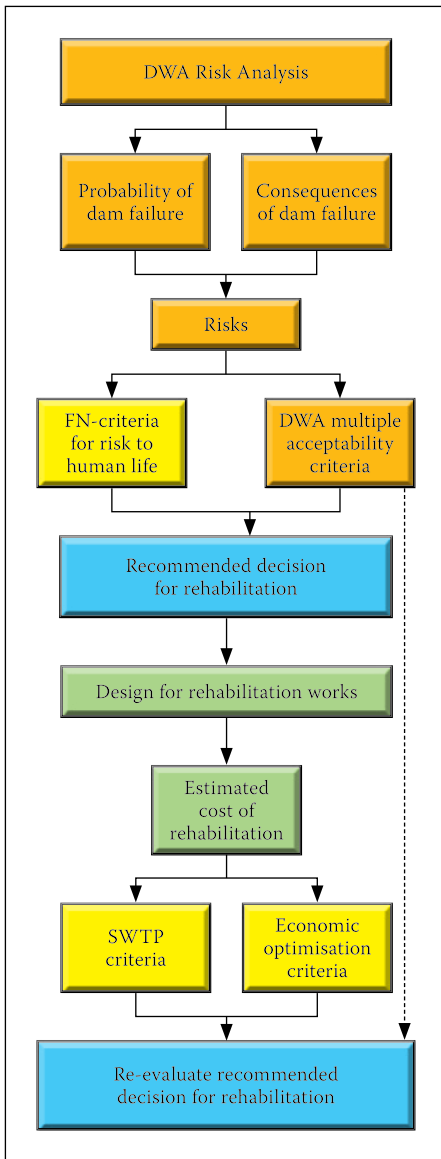 DWA Risk Analysis
Probability of
dam failure
Consequences
of dam failure
Risks
FN-criteria
for risk to
human life
DWA multiple
acceptability
criteria
Recommended decision
for rehabilitation
Design for rehabilitation works
Estimated
cost of
rehabilitation
SWTP
criteria
Economic
optimisation
criteria
Re-evaluate recommended
decision for rehabilitation